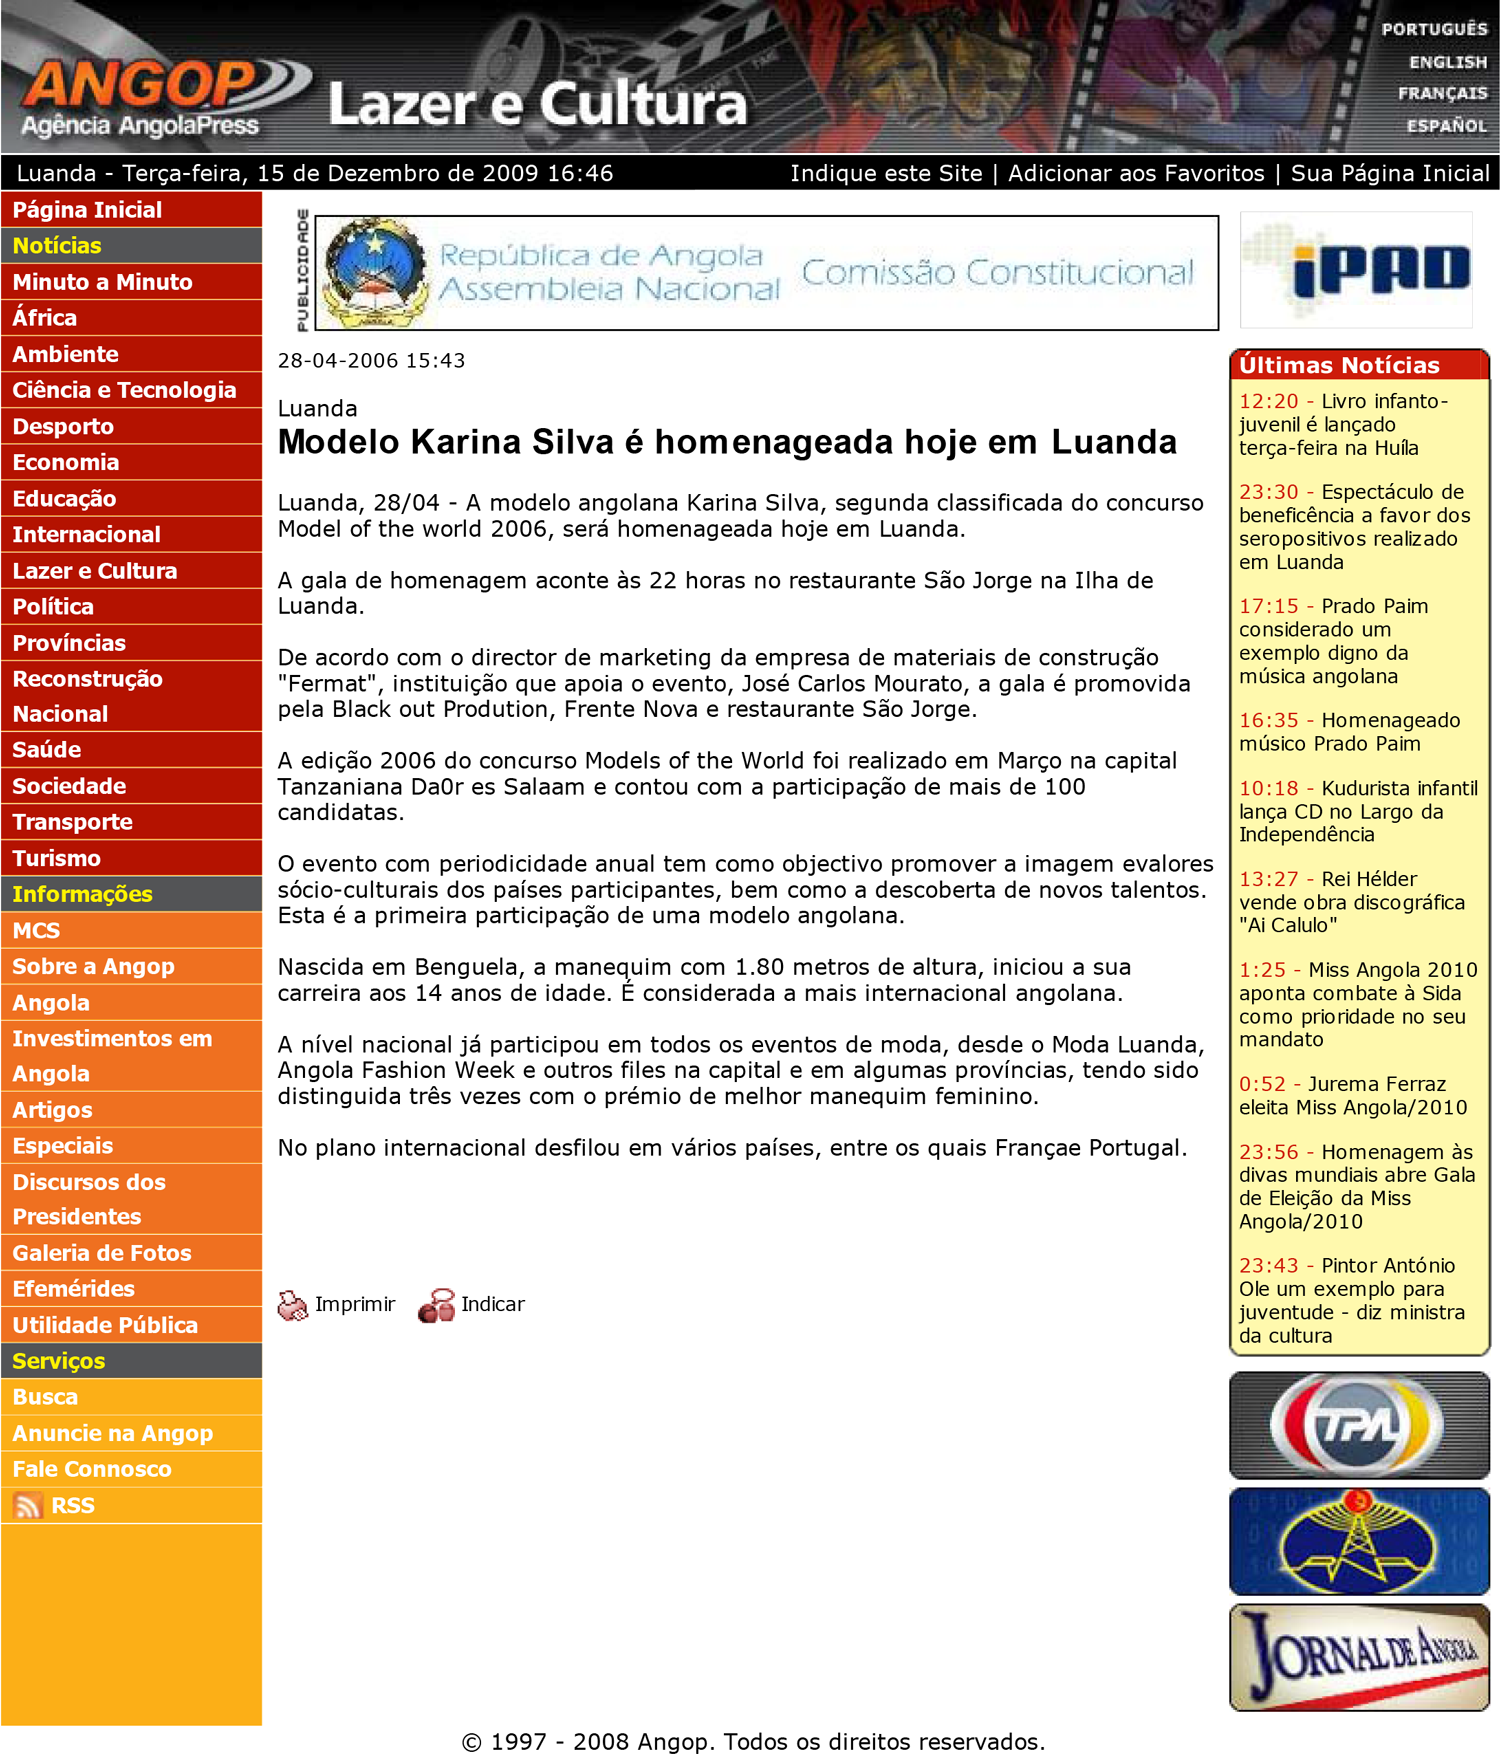 ANGOP
Agência AngolaPress
Lazer e Cultura
PORTUGUÊS
ENGLISH
FRANÇAIS
ESPAÑOL
Luanda - Terça-feira, 15 de Dezembro de 2009 16:46
Indique este Site | Adicionar aos Favoritos | Sua Página Inicial
Página Inicial
Notícias
Minuto a Minuto
África
Ambiente
Ciência e Tecnologia
Desporto
Economia
Educação
Internacional
Lazer e Cultura
Política
Províncias
Reconstrução
Nacional
Saúde
Sociedade
Transporte
Turismo
Informações
MCS
Sobre a Angop
Angola
Investimentos em
Angola
Artigos
Especiais
Discursos dos
Presidentes
Galeria de Fotos
Efemérides
Utilidade Pública
Serviços
Busca
Anuncie na Angop
Fale Connosco
RSS
PUBLICIDADE
República de Angola
Assembleia Nacional
Comissão Constitucional
28-04-2006 15:43
Luanda
Modelo Karina Silva é homenageada hoje em Luanda
Luanda, 28/04 - A modelo angolana Karina Silva, segunda classificada do concurso
Model of the world 2006, será homenageada hoje em Luanda.
A gala de homenagem aconte às 22 horas no restaurante São Jorge na Ilha de
Luanda.
De acordo com o director de marketing da empresa de materiais de construção
"Fermat", instituição que apoia o evento, José Carlos Mourato, a gala é promovida
pela Black out Prodution, Frente Nova e restaurante São Jorge.
A edição 2006 do concurso Models of the World foi realizado em Março na capital
Tanzaniana Da0r es Salaam e contou com a participação de mais de 100
candidatas.
O evento com periodicidade anual tem como objectivo promover a imagem evalores
sócio-culturais dos países participantes, bem como a descoberta de novos talentos.
Esta é a primeira participação de uma modelo angolana.
Nascida em Benguela, a manequim com 1.80 metros de altura, iniciou a sua
carreira aos 14 anos de idade. É considerada a mais internacional angolana.
A nível nacional já participou em todos os eventos de moda, desde o Moda Luanda,
Angola Fashion Week e outros files na capital e em algumas províncias, tendo sido
distinguida três vezes com o prémio de melhor manequim feminino.
No plano internacional desfilou em vários países, entre os quais Françae Portugal.
Imprimir
Indicar
iPAD
Últimas Notícias
12:20 - Livro infanto-
juvenil é lançado
terça-feira na Huíla
23:30 - Espectáculo de
beneficência a favor dos
seropositivos realizado
em Luanda
17:15 - Prado Paim
considerado um
exemplo digno da
música angolana
16:35 - Homenageado
músico Prado Paim
10:18 - Kudurista infantil
lança CD no Largo da
Independência
13:27 - Rei Hélder
vende obra discográfica
"Ai Calulo"
1:25 - Miss Angola 2010
aponta combate à Sida
como prioridade no seu
mandato
0:52 - Jurema Ferraz
eleita Miss Angola/2010
23:56 - Homenagem às
divas mundiais abre Gala
de Eleição da Miss
Angola/2010
23:43 - Pintor António
Ole um exemplo para
juventude - diz ministra
da cultura
TPA
JORNAL DE ANGOLA
© 1997 - 2008 Angop. Todos os direitos reservados.